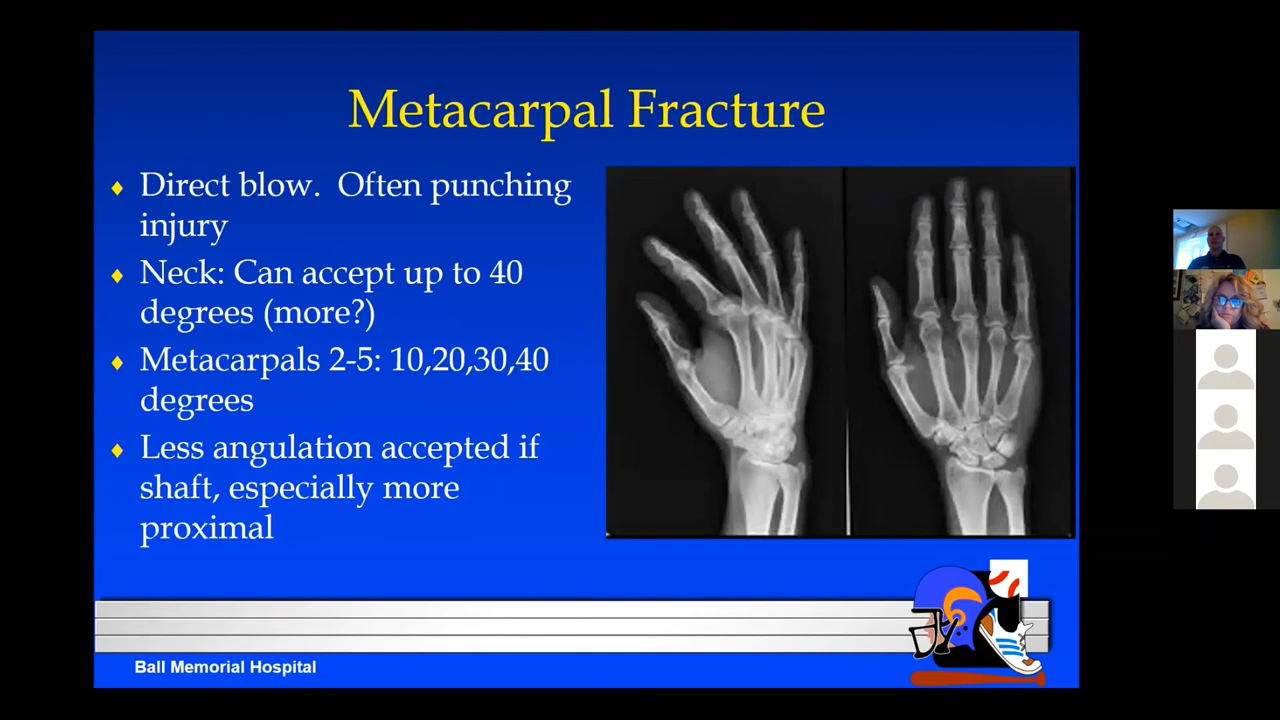 Metacarpal Fracture
♦ Direct blow. Often punching
injury
♦ Neck: Can accept up to 40
degrees (more?)
♦ Metacarpals 2-5: 10,20,30,40
degrees
♦ Less angulation accepted if
shaft, especially more
proximal
Ball Memorial Hospital